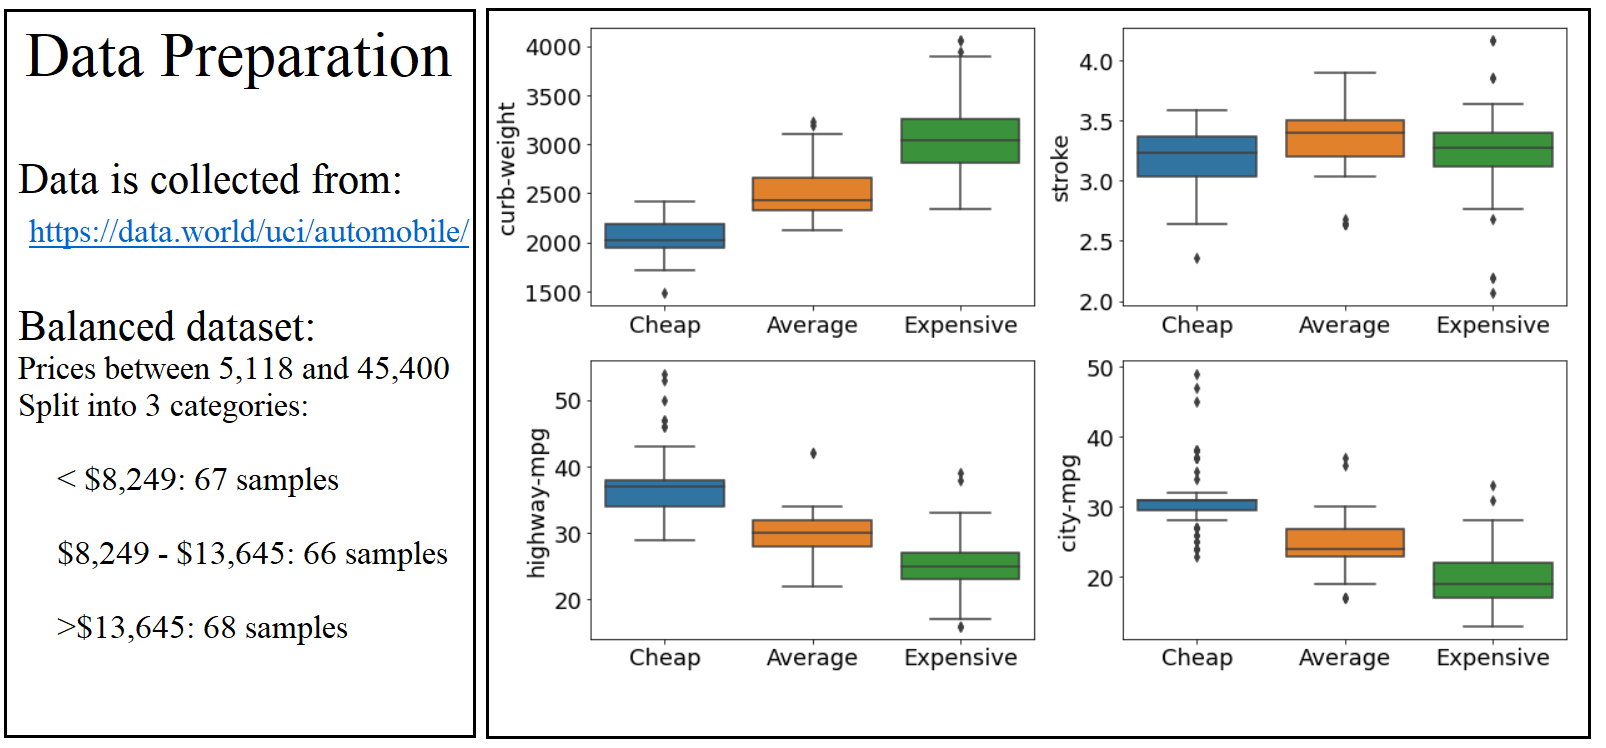 Data Preparation
Data is collected from:
https://data.world/uci/automobile/
Balanced dataset:
Prices between 5,118 and 45,400
Split into 3 categories:
< $8,249: 67 samples
$8,249 - $13,645: 66 samples
>$13,645: 68 samples
curb-weight
4000
3500
3000
2500
2000
1500
Cheap Average Expensive
stroke
4.0
3.5
3.0
2.5
2.0
Cheap Average Expensive
highway-mpg
50
40
30
20
Cheap Average Expensive
city-mpg
50
40
30
20
Cheap Average Expensive